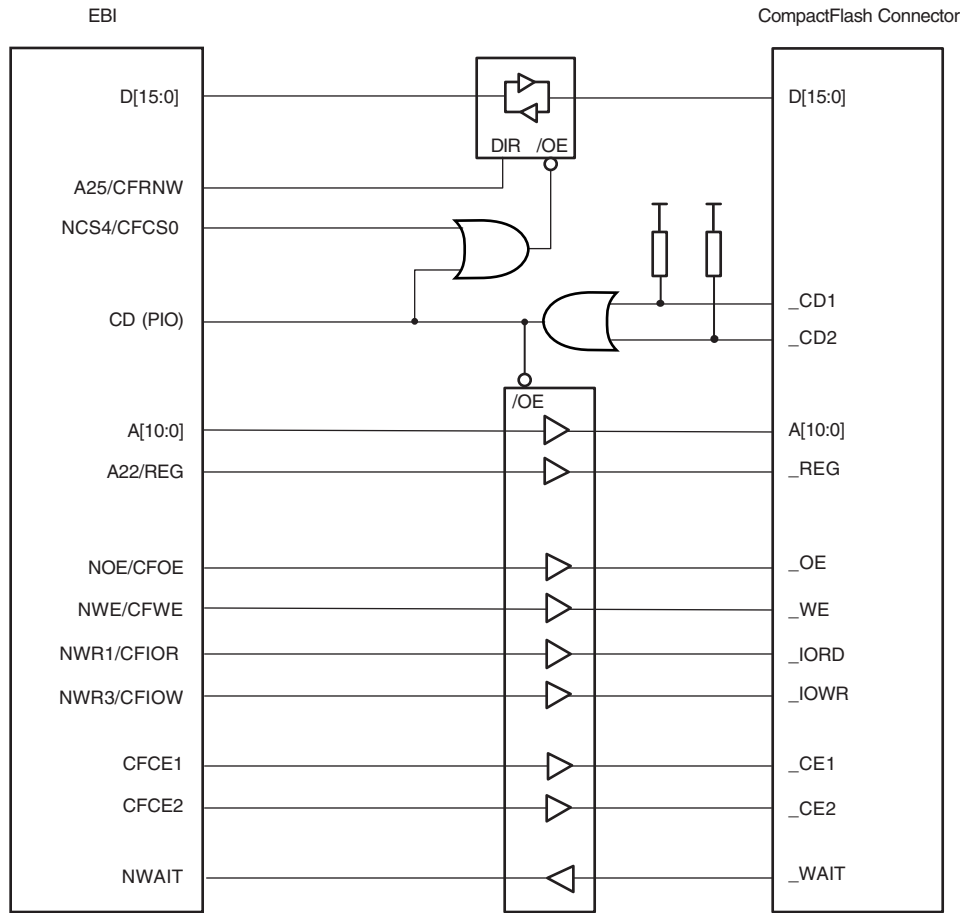 EBI
CompactFlash Connector
D[15:0]
D[15:0]
DIR /OE
A25/CFRNW
NCS4/CFCS0
_CD1
CD (PIO)
_CD2
/OE
A[10:0]
A[10:0]
A22/REG
_REG
NOE/CFOE
_OE
NWE/CFWE
_WE
NWR1/CFIOR
_IORD
NWR3/CFIOW
_IOWR
CFCE1
_CE1
CFCE2
_CE2
NWAIT
_WAIT